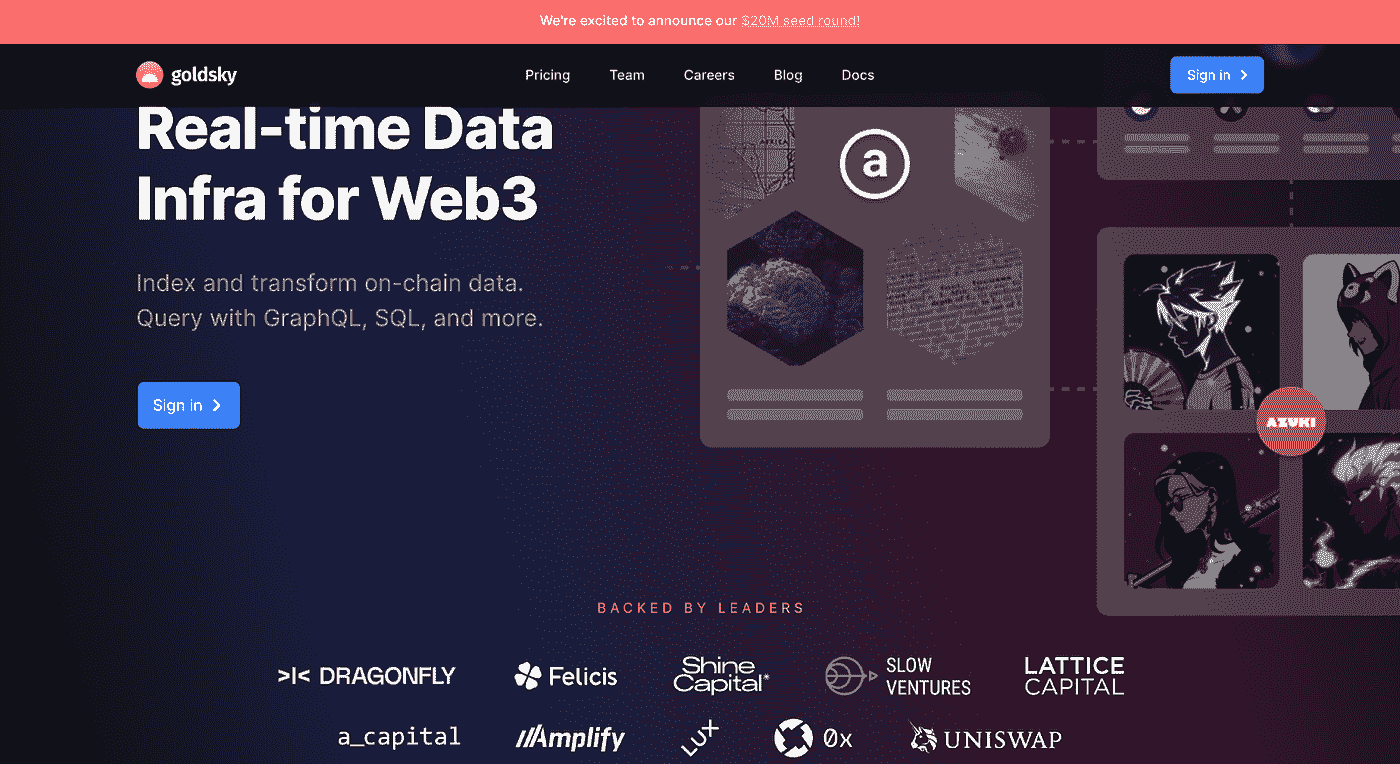 We're excited to announce our $20M seed round!
goldsky
Pricing
Team
Careers
Blog
Docs
Sign in
Real-time Data
Infra for Web3
Index and transform on-chain data.
Query with GraphQL, SQL, and more.
Sign in
AFRICA
a
AZUKI
BACKED BY LEADERS
DRAGONFLY
Felicis
Shine
Capital*
SLOW
VENTURES
LATTICE
CAPITAL
a_capital
Amplify
LUX
0x
UNISWAP